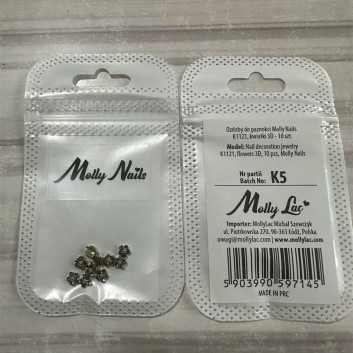 Molly Nails
Ozdoby do paznokci Molly Nails
K1121, kwiatki 3D - 10 szt
Model: Nail decoration jewelry
K1121, flowers 3D, 10 pcs, Molly Nails
Nr partii
Batch No: K5
Molly Lac
Importer: MollyLac Michał Szewczyk
ul. Piotrkowska 270, 90-361 Łódź, Polska
uwagi@mollylac.com | www.mollylac.com
5 903990 597145
MADE IN PRC